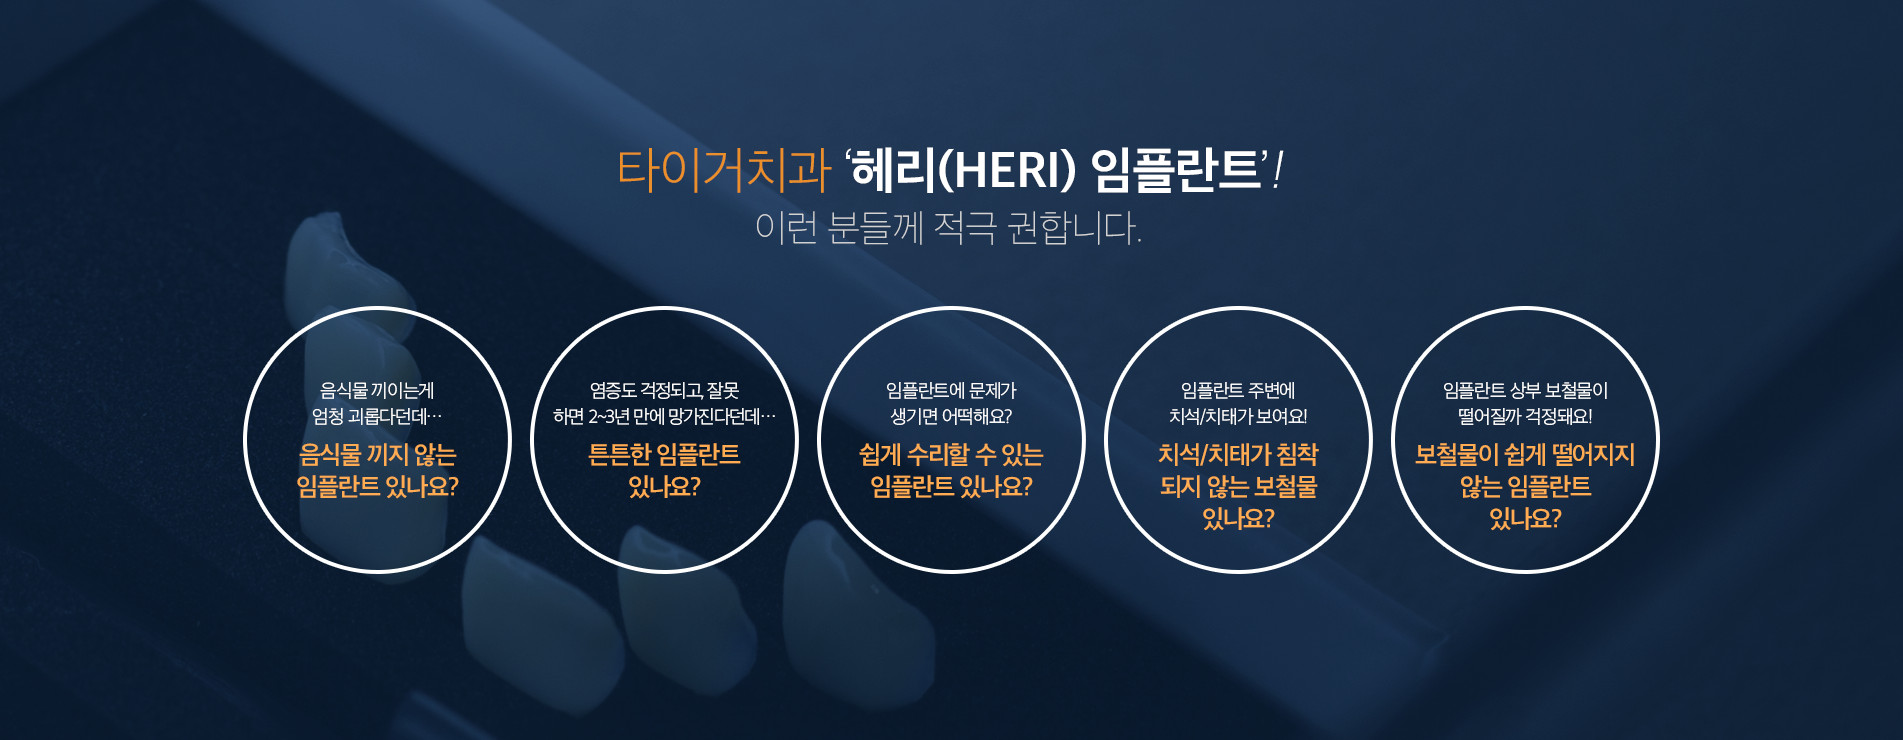 타이거치과 ‘헤리(HERI) 임플란트’!
이런 분들께 적극 권합니다.
음식물 끼이는게
엄청 괴롭다던데…
음식물 끼지 않는
임플란트 있나요?
염증도 걱정되고, 잘못
하면 2~3년 만에 망가진다던데…
튼튼한 임플란트
있나요?
임플란트에 문제가
생기면 어떡해요?
쉽게 수리할 수 있는
임플란트 있나요?
임플란트 주변에
치석/치태가 보여요!
치석/치태가 침착
되지 않는 보철물
있나요?
임플란트 상부 보철물이
떨어질까 걱정돼요!
보철물이 쉽게 떨어지지
않는 임플란트
있나요?